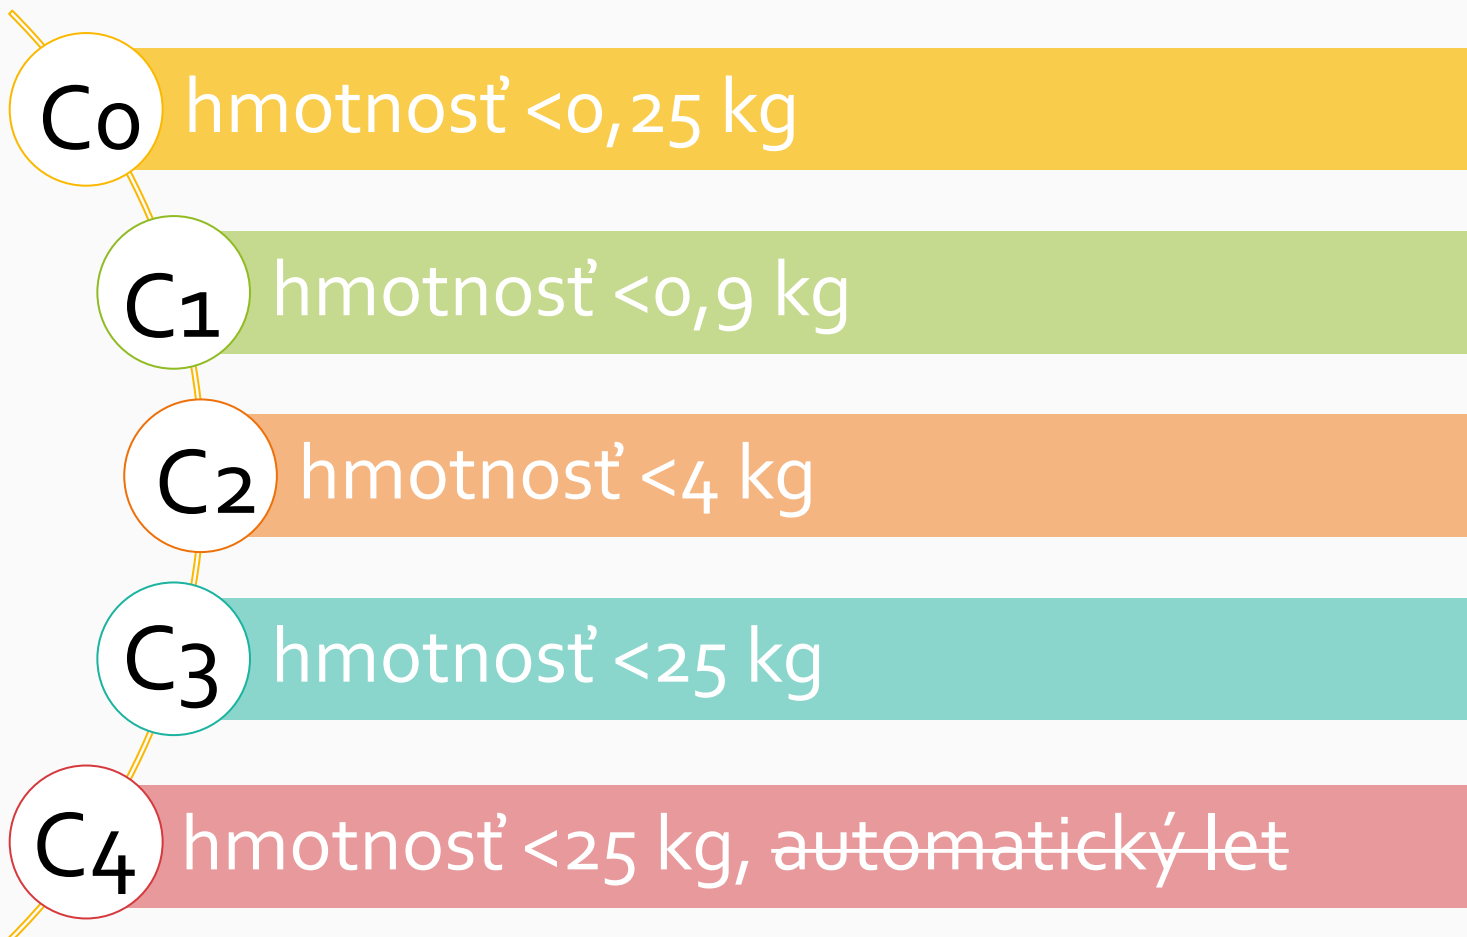 C0 hmotnosť <0,25 kg
C1 hmotnosť <0,9 kg
C2 hmotnosť <4 kg
C3 hmotnosť <25 kg
C4 hmotnosť <25 kg, automatický let